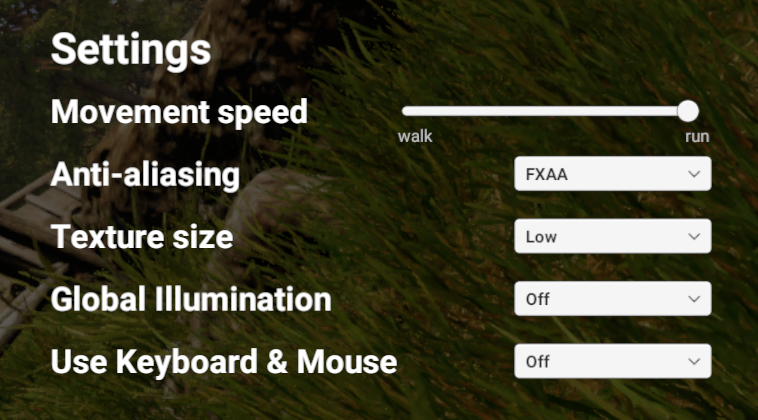 Settings
Movement speed
walk run
Anti-aliasing FXAA
Texture size Low
Global Illumination Off
Use Keyboard & Mouse Off